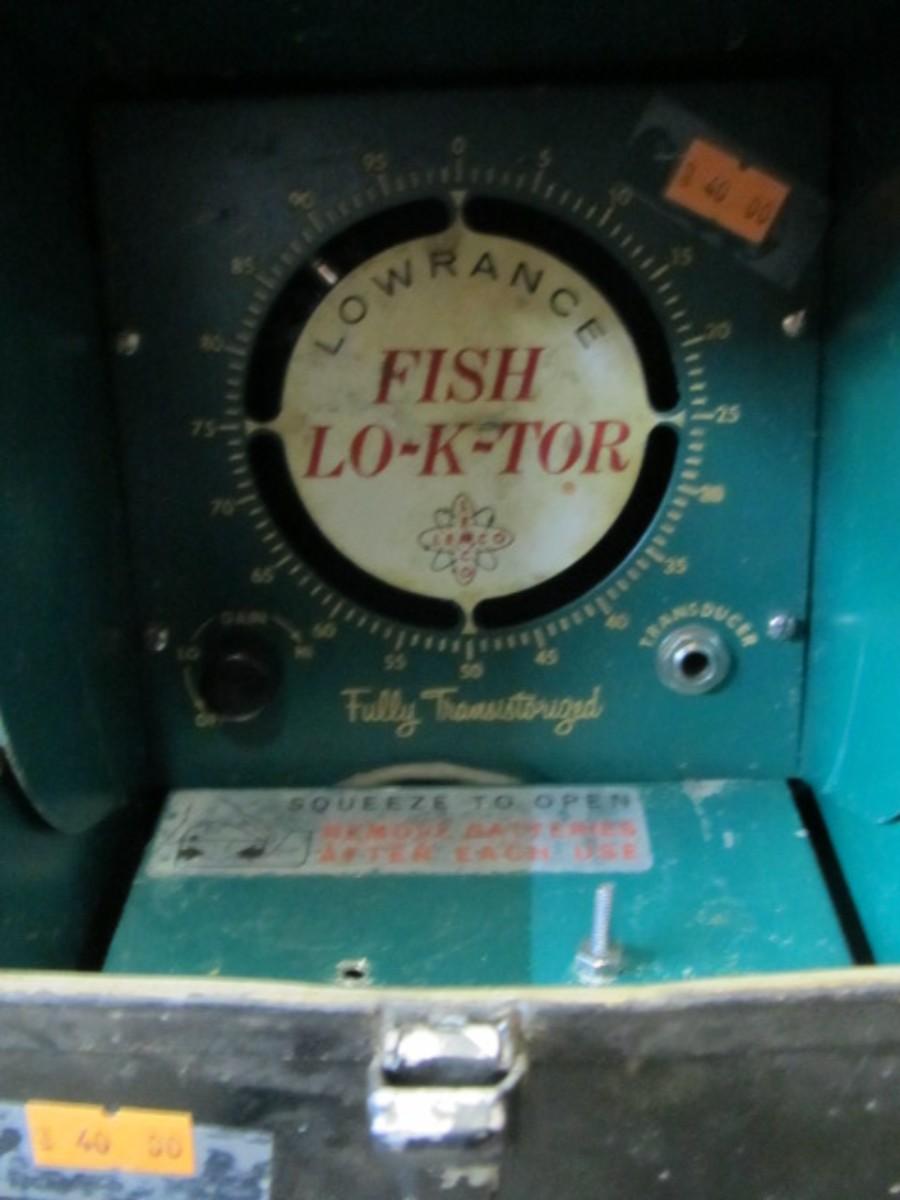 0
5
10
15
20
25
30
35
40
45
50
55
60
65
70
75
80
85
90
95
$ 40 00
LOWRANCE
FISH
LO-K-TOR
®
LEMCO
GAIN
LO
HI
TRANSDUCER
Fully Transistorized
SQUEEZE TO OPEN
REMOVE BATTERIES
AFTER EACH USE
$ 40 00